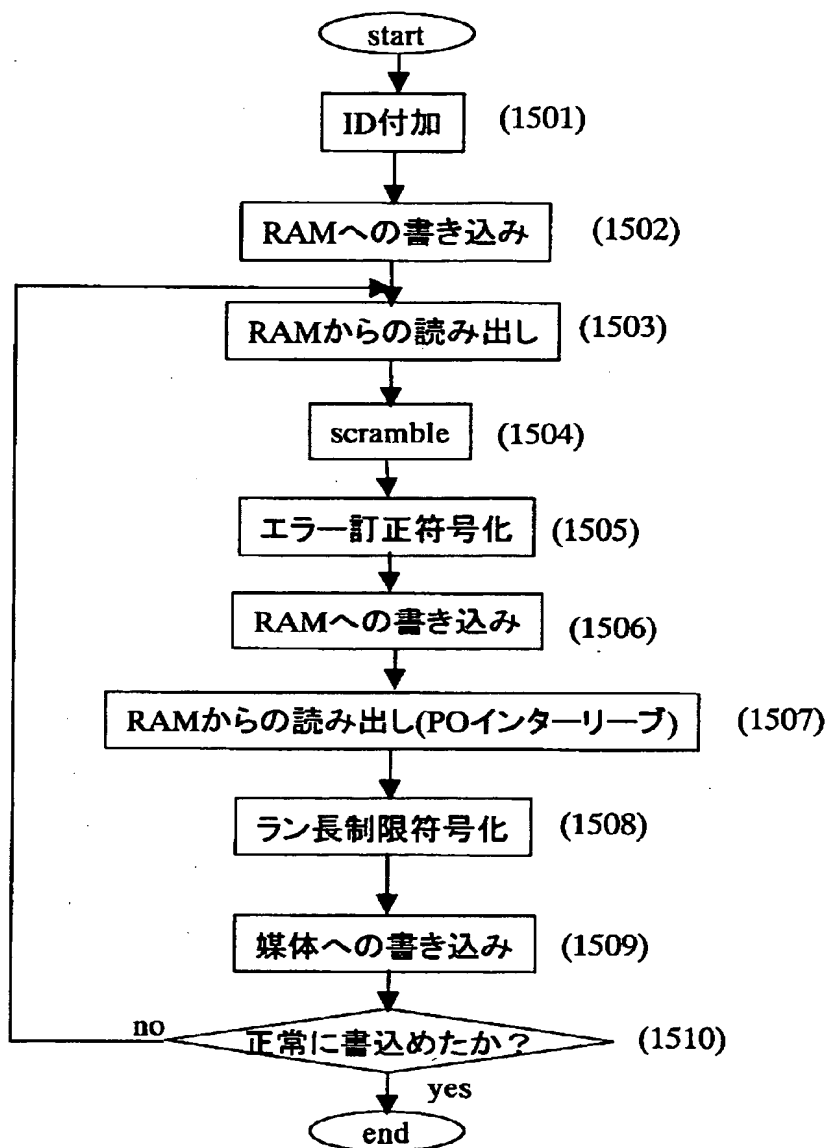 start
ID付加 (1501)
RAMへの書き込み (1502)
RAMからの読み出し (1503)
scramble (1504)
エラー訂正符号化 (1505)
RAMへの書き込み (1506)
RAMからの読み出し(POインターリーブ) (1507)
ラン長制限符号化 (1508)
媒体への書き込み (1509)
no 正常に書込めたか？ (1510)
yes
end